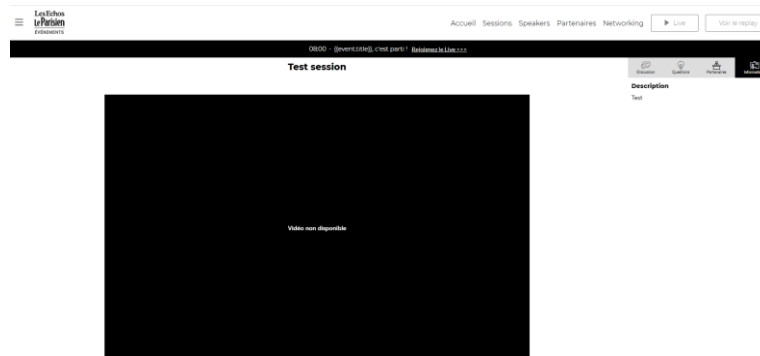 Les Echos
Le Parisien
ÉVÉNEMENTS
Accueil Sessions Speakers Partenaires Networking Live Voir le replay
08:00 - {{event.title}}, c'est parti ! Rejoignez le Live >>>
Test session
Discussion Questions Partenaires
Description
Test
Vidéo non disponible